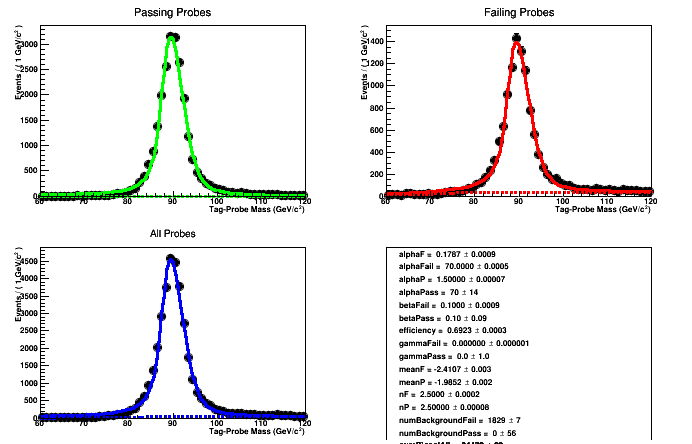 Passing Probes
Events / ( 1 GeV/c² )
3000
2500
2000
1500
1000
500
0
60 70 80 90 100 110 120
Tag-Probe Mass (GeV/c²)
Failing Probes
Events / ( 1 GeV/c² )
1400
1200
1000
800
600
400
200
0
60 70 80 90 100 110 120
Tag-Probe Mass (GeV/c²)
All Probes
Events / ( 1 GeV/c² )
4500
4000
3500
3000
2500
2000
1500
1000
500
0
60 70 80 90 100 110 120
Tag-Probe Mass (GeV/c²)
alphaF = 0.1787 ± 0.0009
alphaFail = 70.0000 ± 0.0005
alphaP = 1.50000 ± 0.00007
alphaPass = 70 ± 14
betaFail = 0.1000 ± 0.0009
betaPass = 0.10 ± 0.09
efficiency = 0.6923 ± 0.0003
gammaFail = 0.000000 ± 0.000001
gammaPass = 0.0 ± 1.0
meanF = -2.4107 ± 0.003
meanP = -1.9852 ± 0.002
nF = 2.5000 ± 0.0002
nP = 2.50000 ± 0.00008
numBackgroundFail = 1829 ± 7
numBackgroundPass = 0 ± 56